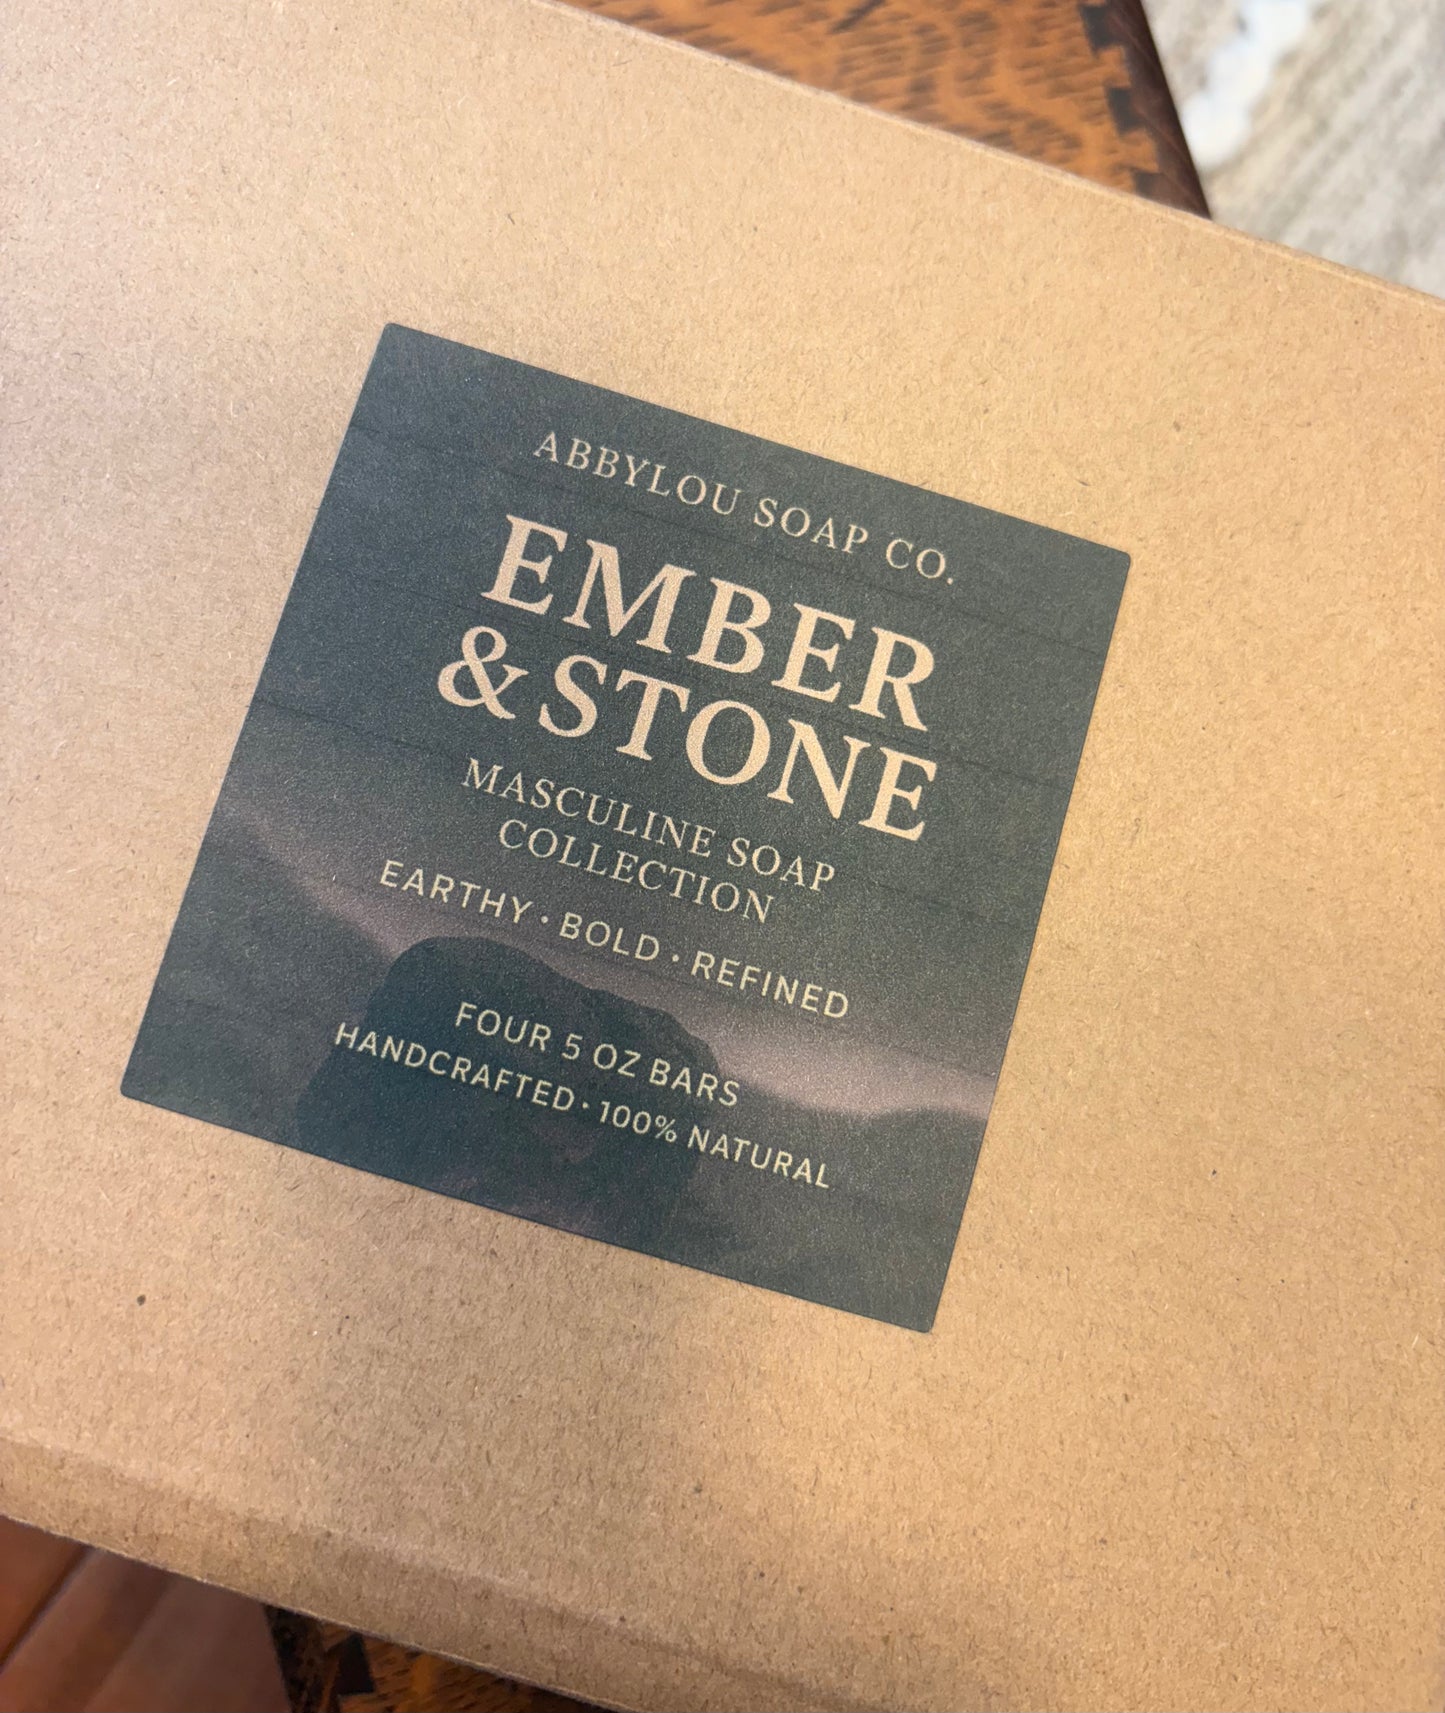 ABBYLOU SOAP CO.
EMBER
& STONE
MASCULINE SOAP
COLLECTION
EARTHY · BOLD · REFINED
FOUR 5 OZ BARS
HANDCRAFTED · 100% NATURAL